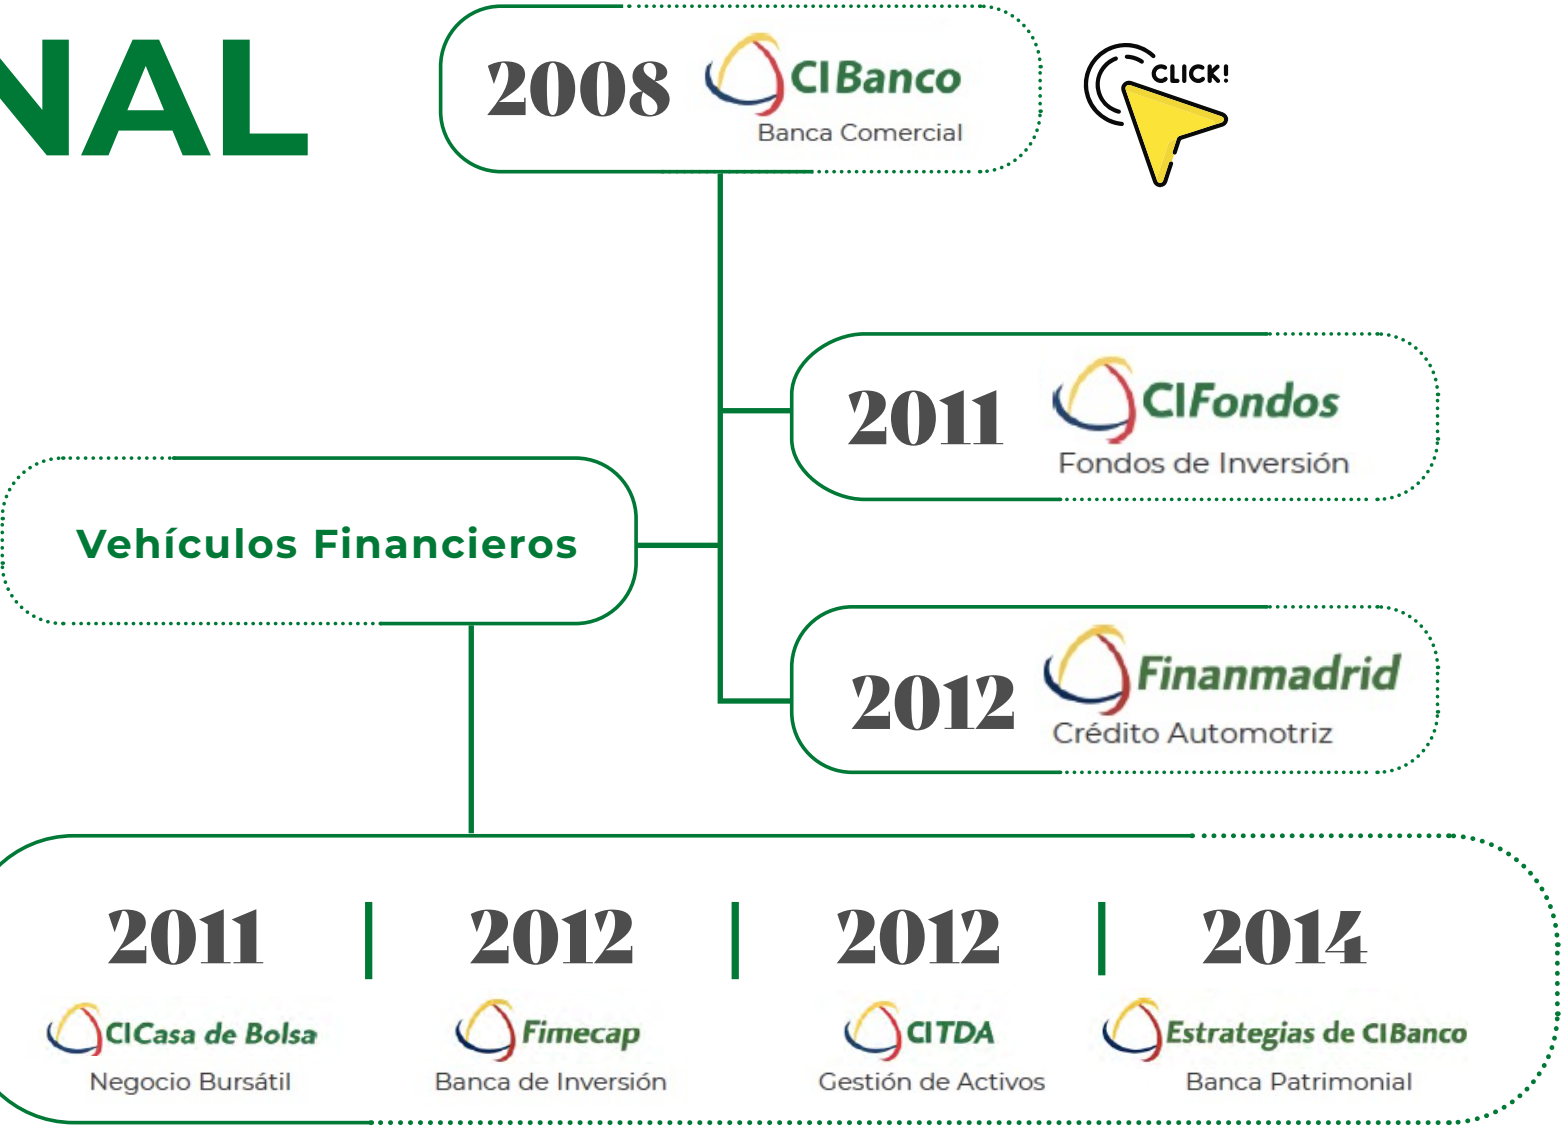 NAL
2008
CIBanco
Banca Comercial
CLICK!
2011
CIFondos
Fondos de Inversión
Vehículos Financieros
2012
Finanmadrid
Crédito Automotriz
2011
2012
2012
2014
CICasa de Bolsa
Fimecap
CITDA
Estrategias de CIBanco
Negocio Bursátil
Banca de Inversión
Gestión de Activos
Banca Patrimonial